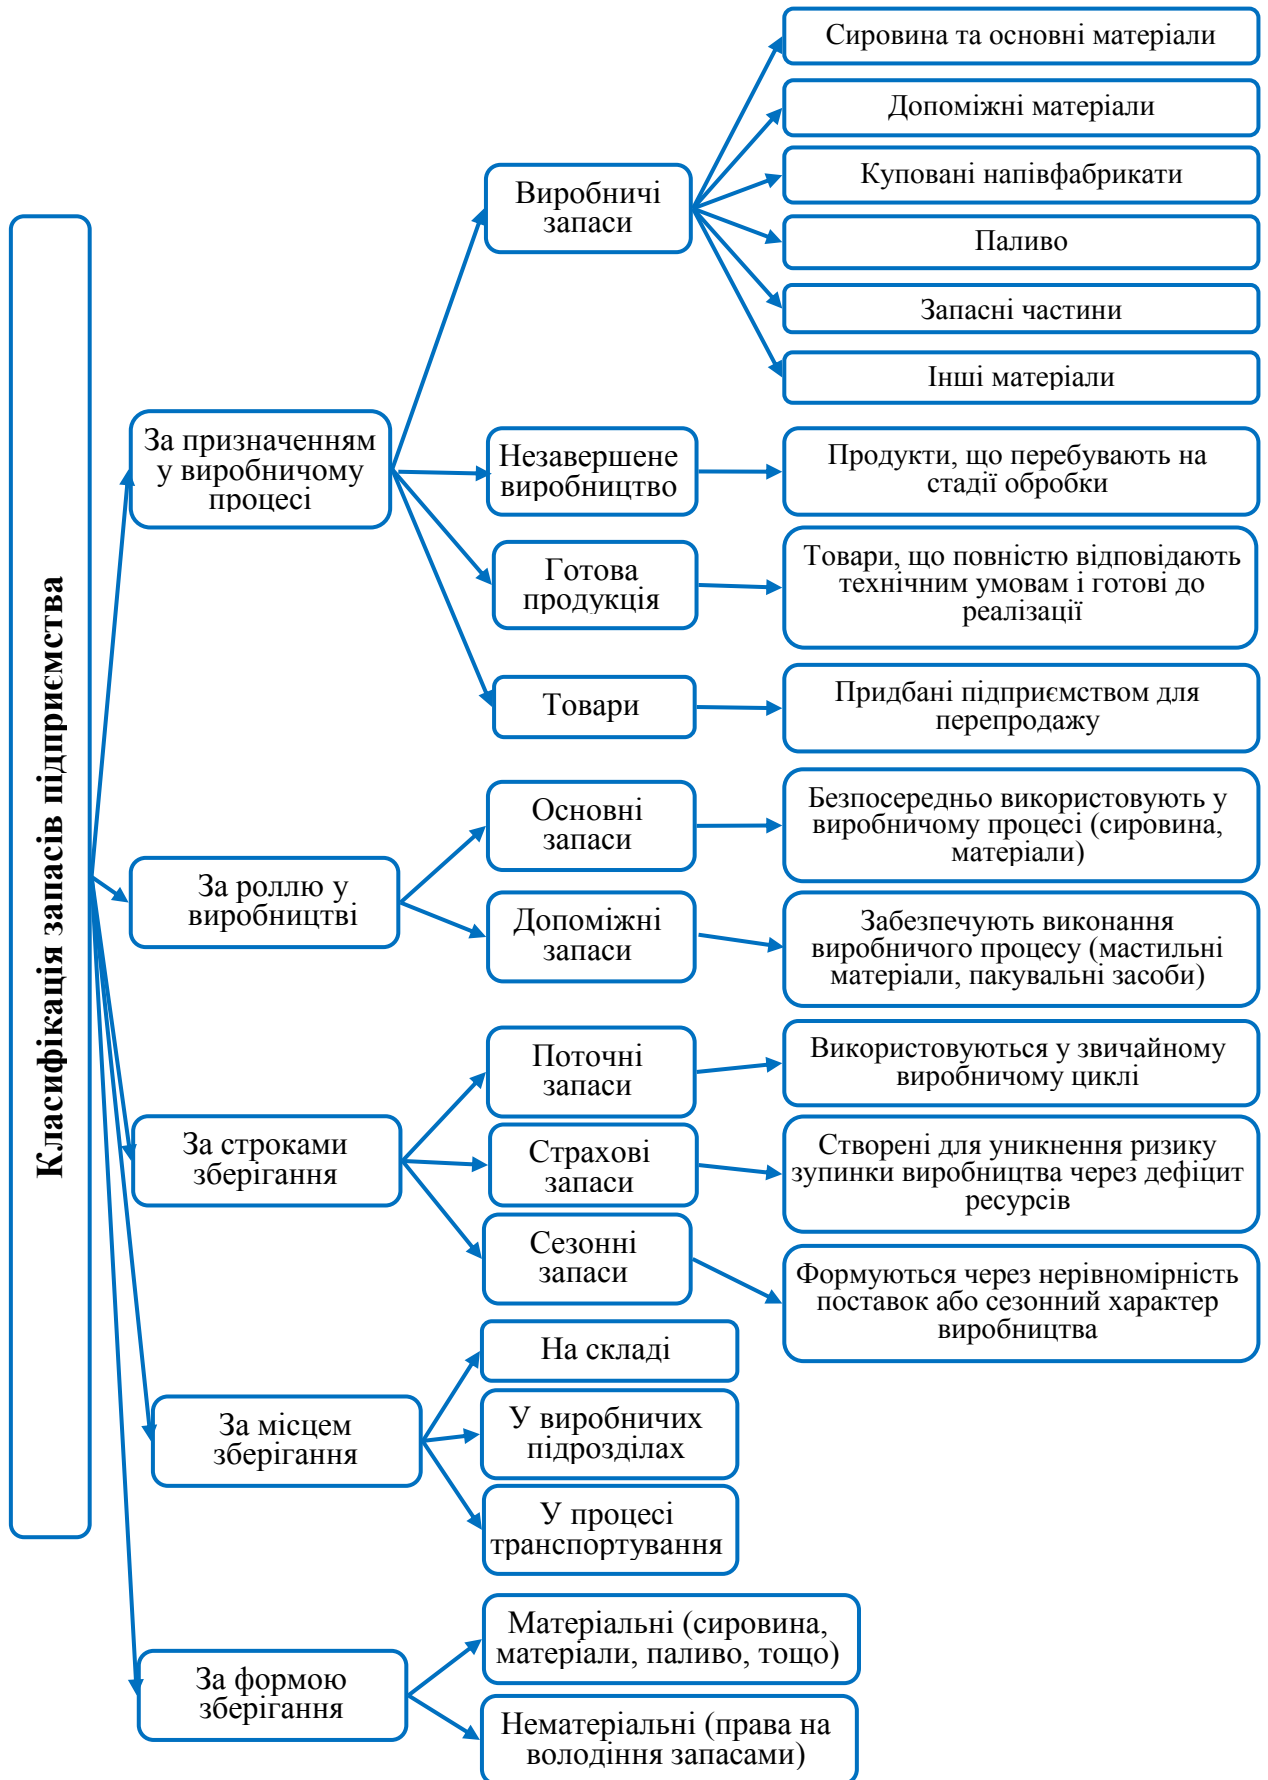 Класифікація запасів підприємства
За призначенням
у виробничому
процесі
Виробничі
запаси
Сировина та основні матеріали
Допоміжні матеріали
Куповані напівфабрикати
Паливо
Запасні частини
Інші матеріали
Незавершене
виробництво
Продукти, що перебувають на
стадії обробки
Готова
продукція
Товари, що повністю відповідають
технічним умовам і готові до
реалізації
Товари
Придбані підприємством для
перепродажу
За роллю у
виробництві
Основні
запаси
Безпосередньо використовують у
виробничому процесі (сировина,
матеріали)
Допоміжні
запаси
Забезпечують виконання
виробничого процесу (мастильні
матеріали, пакувальні засоби)
За строками
зберігання
Поточні
запаси
Використовуються у звичайному
виробничому циклі
Страхові
запаси
Створені для уникнення ризику
зупинки виробництва через дефіцит
ресурсів
Сезонні
запаси
Формуються через нерівномірність
поставок або сезонний характер
виробництва
За місцем
зберігання
На складі
У виробничих
підрозділах
У процесі
транспортування
За формою
зберігання
Матеріальні (сировина,
матеріали, паливо, тощо)
Нематеріальні (права на
володіння запасами)